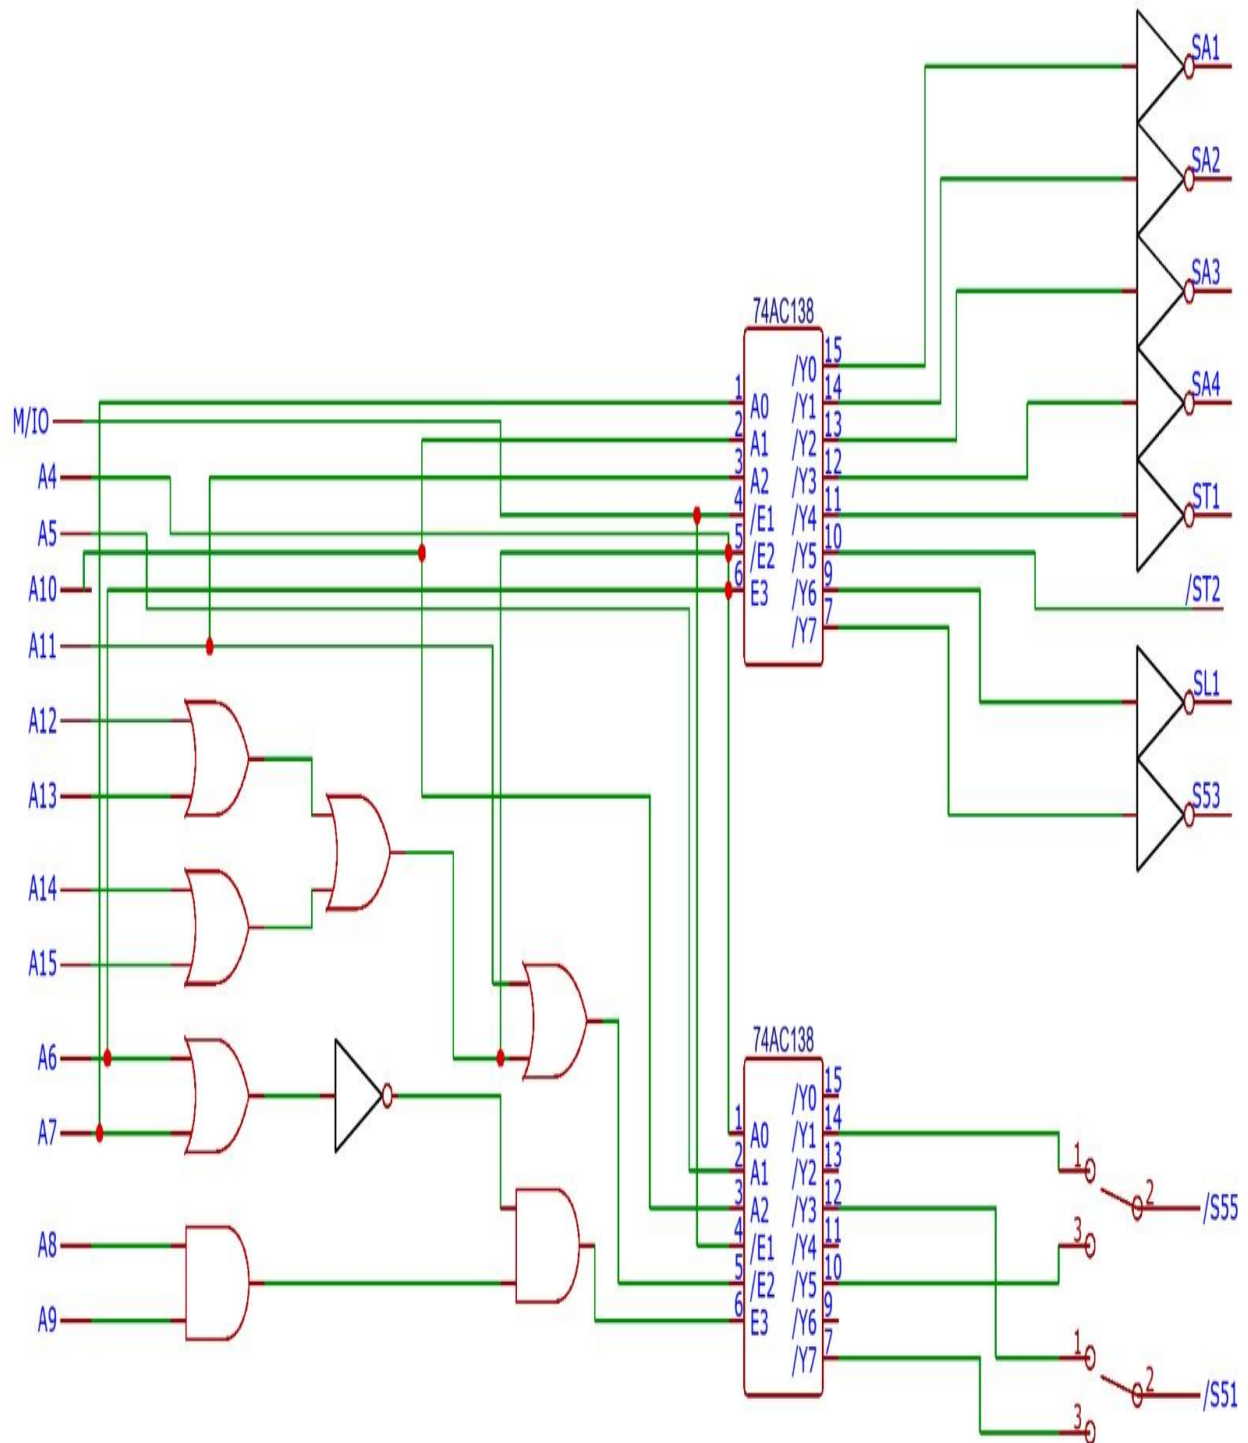 SA1
SA2
SA3
SA4
ST1
/ST2
SL1
S53
M/IO
A4
A5
A10
A11
A12
A13
A14
A15
A6
A7
A8
A9
74AC138
1 A0 /Y0 15
2 A1 /Y1 14
3 A2 /Y2 13
4 /E1 /Y3 12
5 /E2 /Y4 11
6 E3 /Y5 10
/Y6 9
/Y7 7
74AC138
1 A0 /Y0 15
2 A1 /Y1 14
3 A2 /Y2 13
4 /E1 /Y3 12
5 /E2 /Y4 11
6 E3 /Y5 10
/Y6 9
/Y7 7
1
2 /S55
3
1
2 /S51
3